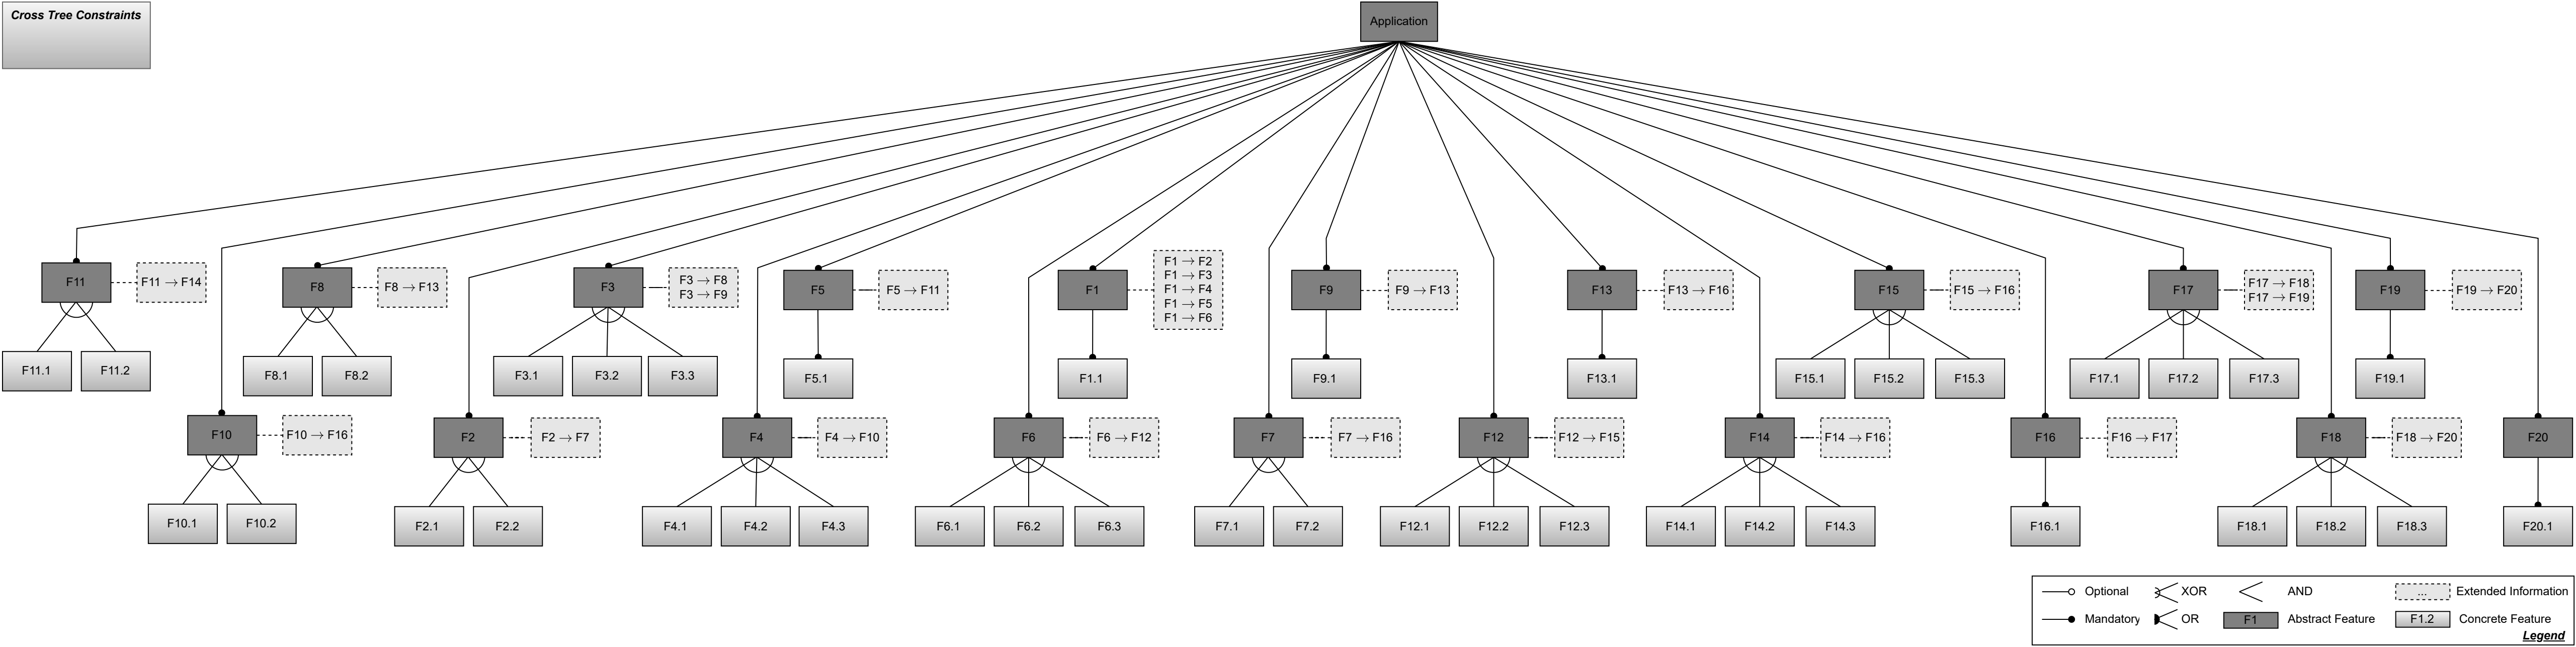 Cross Tree Constraints
Application
F11
F11 → F14
F8
F8 → F13
F3
F3 → F8
F3 → F9
F5
F5 → F11
F1
F1 → F2
F1 → F3
F1 → F4
F1 → F5
F1 → F6
F9
F9 → F13
F13
F13 → F16
F15
F15 → F16
F17
F17 → F18
F17 → F19
F19
F19 → F20
F11.1
F11.2
F8.1
F8.2
F3.1
F3.2
F3.3
F5.1
F1.1
F9.1
F13.1
F15.1
F15.2
F15.3
F17.1
F17.2
F17.3
F19.1
F10
F10 → F16
F2
F2 → F7
F4
F4 → F10
F6
F6 → F12
F7
F7 → F16
F12
F12 → F15
F14
F14 → F16
F16
F16 → F17
F18
F18 → F20
F20
F10.1
F10.2
F2.1
F2.2
F4.1
F4.2
F4.3
F6.1
F6.2
F6.3
F7.1
F7.2
F12.1
F12.2
F12.3
F14.1
F14.2
F14.3
F16.1
F18.1
F18.2
F18.3
F20.1
Optional
XOR
AND
...
Extended Information
Mandatory
OR
F1
Abstract Feature
F1.2
Concrete Feature
Legend